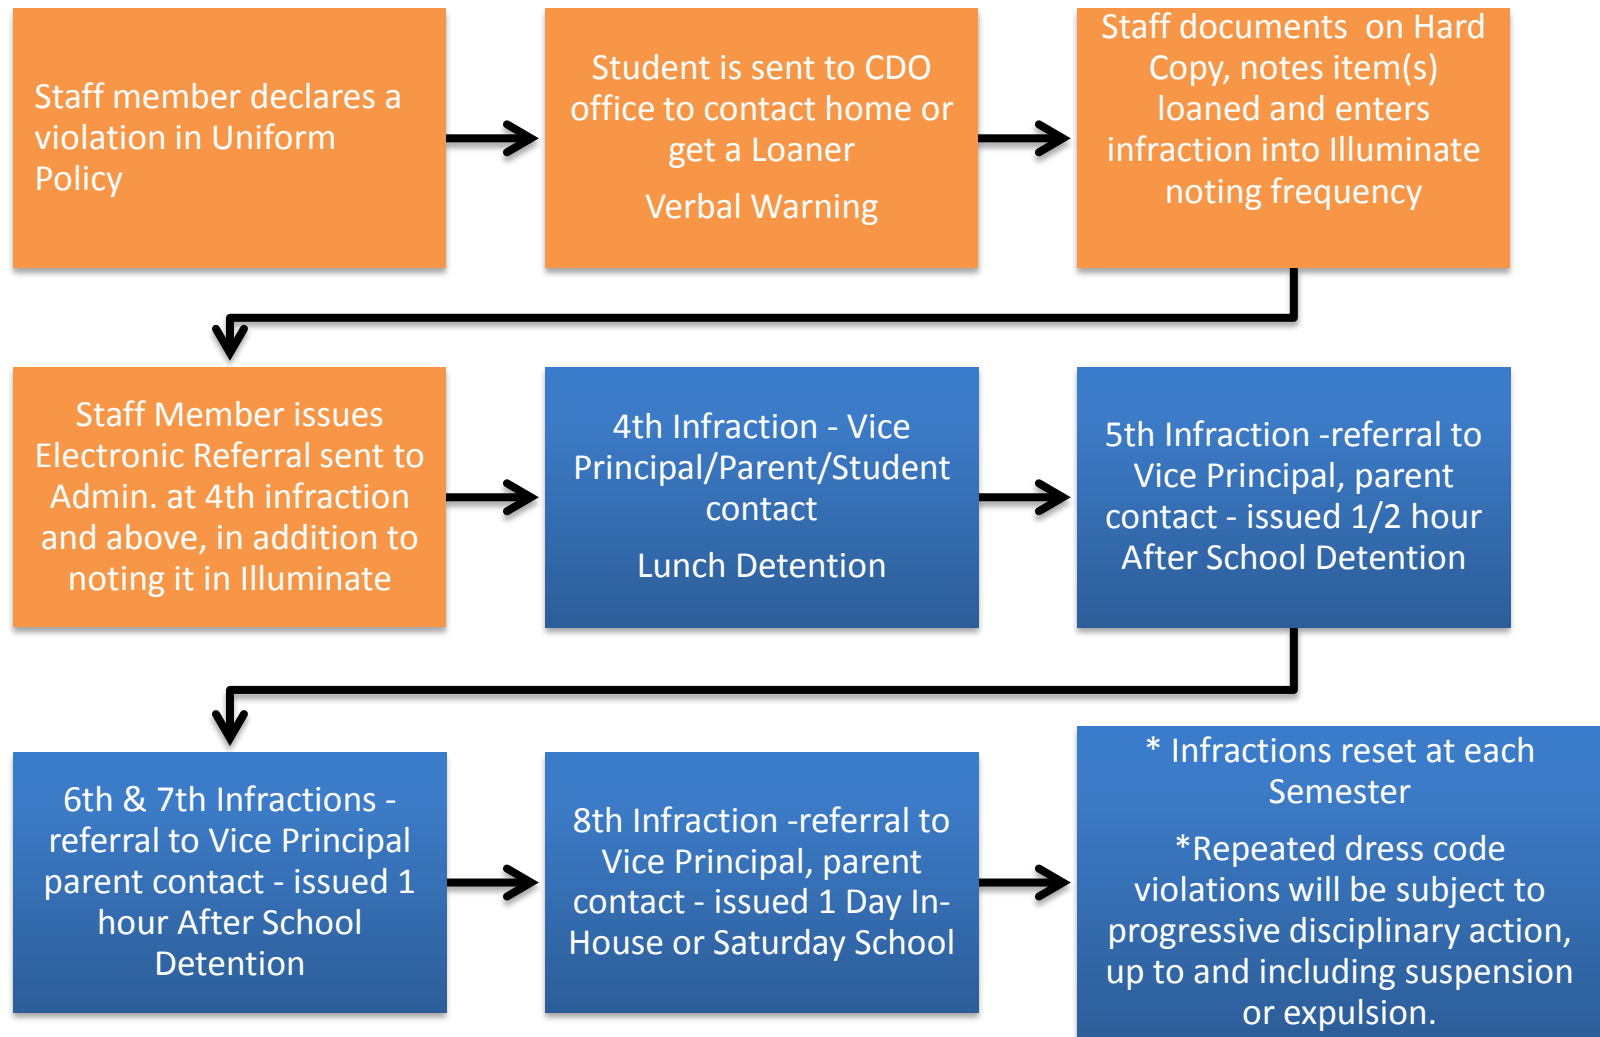 Staff member declares a
violation in Uniform
Policy
Student is sent to CDO
office to contact home or
get a Loaner
Verbal Warning
Staff documents  on Hard
Copy, notes item(s)
loaned and enters
infraction into Illuminate
noting frequency
Staff Member issues
Electronic Referral sent to
Admin. at 4th infraction
and above, in addition to
noting it in Illuminate
4th Infraction - Vice
Principal/Parent/Student
contact
Lunch Detention
5th Infraction -referral to
Vice Principal, parent
contact - issued 1/2 hour
After School Detention
6th & 7th Infractions -
referral to Vice Principal
parent contact - issued 1
hour After School
Detention
8th Infraction -referral to
Vice Principal, parent
contact - issued 1 Day In-
House or Saturday School
* Infractions reset at each
Semester
*Repeated dress code
violations will be subject to
progressive disciplinary action,
up to and including suspension
or expulsion.